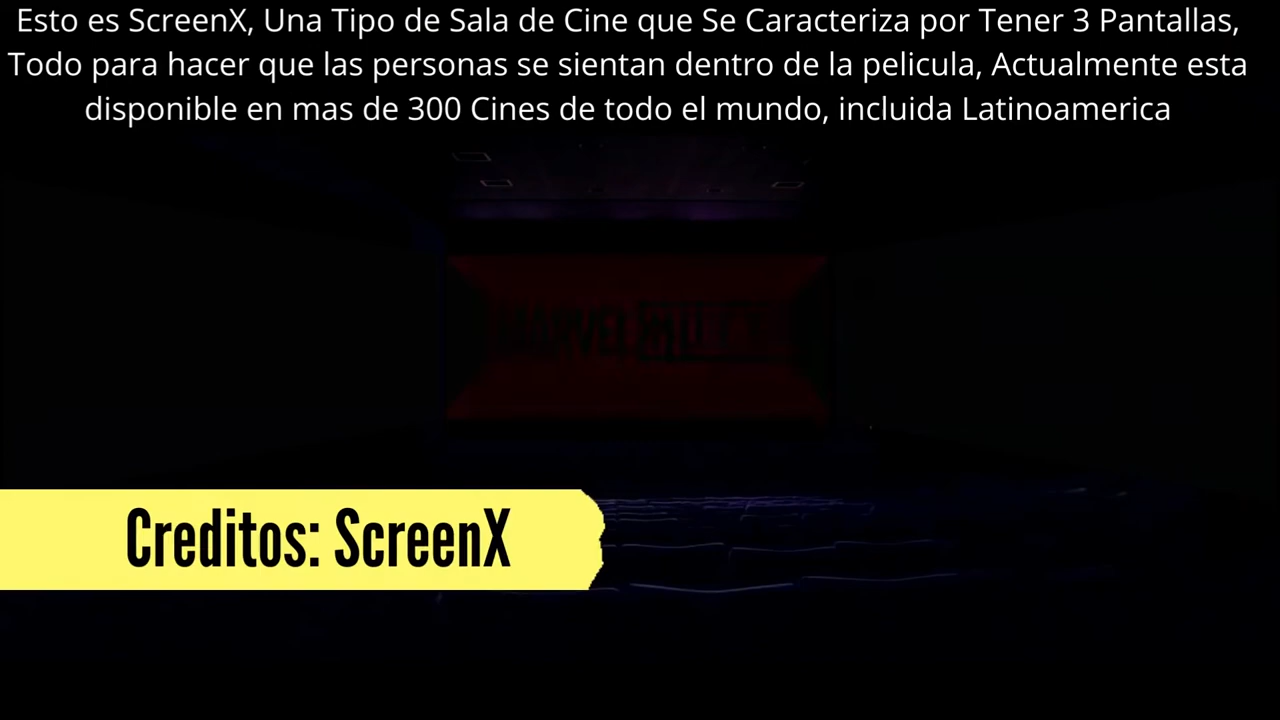 Esto es ScreenX, Una Tipo de Sala de Cine que Se Caracteriza por Tener 3 Pantallas,
Todo para hacer que las personas se sientan dentro de la pelicula, Actualmente esta
disponible en mas de 300 Cines de todo el mundo, incluida Latinoamerica
MARVEL
Creditos: ScreenX